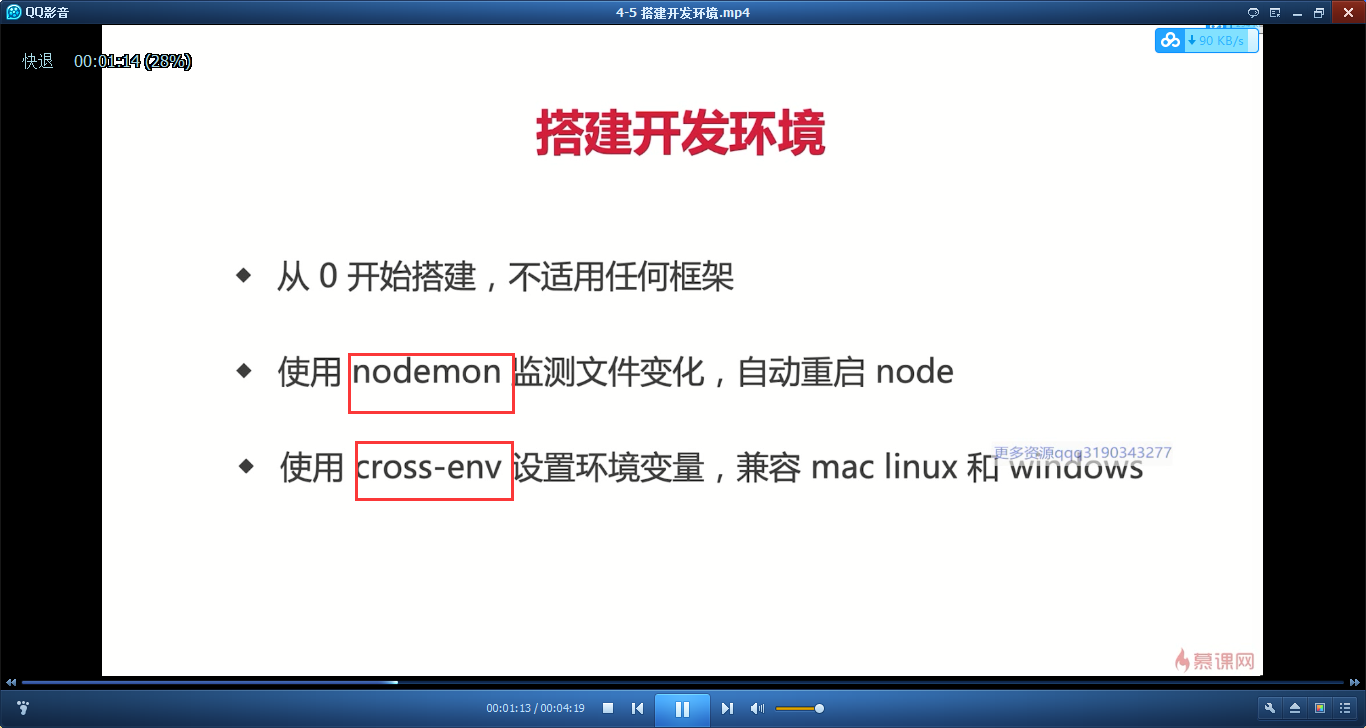 QQ影音
4-5 搭建开发环境.mp4
90 KB/s
快退 00:01:14 (28%)
搭建开发环境
从 0 开始搭建，不适用任何框架
使用 nodemon 监测文件变化，自动重启 node
更多资源qqq3190343277
使用 cross-env 设置环境变量，兼容 mac linux 和 windows
慕课网
00:01:13 / 00:04:19